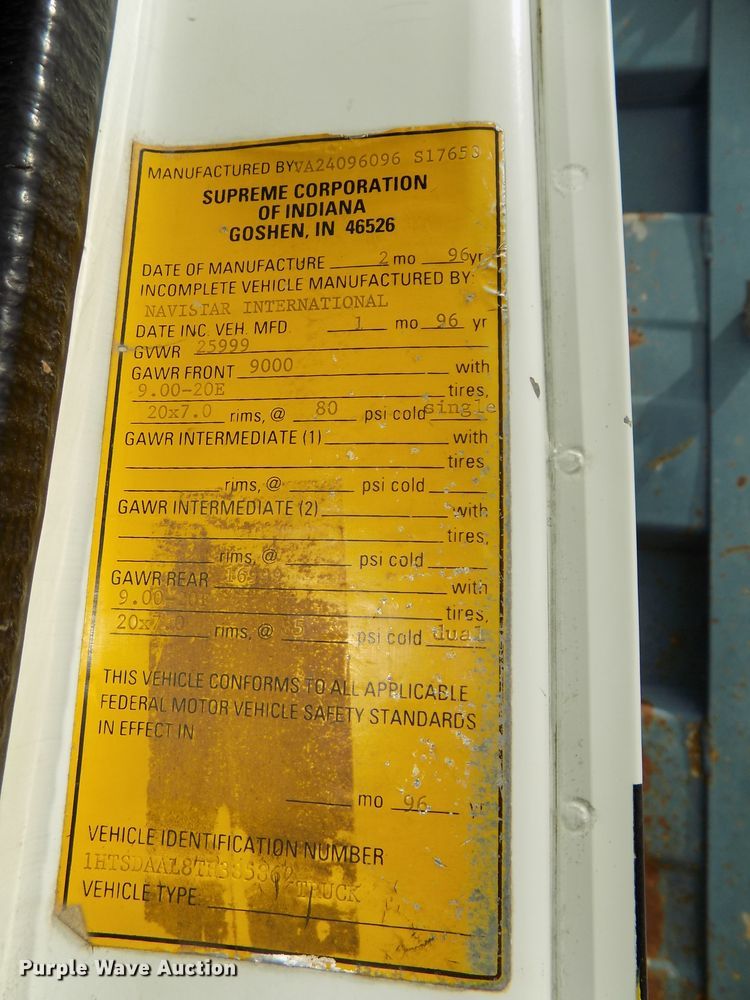 MANUFACTURED BY VA24096096 S17653
SUPREME CORPORATION
OF INDIANA
GOSHEN, IN 46526
DATE OF MANUFACTURE 2 mo 96 yr
INCOMPLETE VEHICLE MANUFACTURED BY:
NAVISTAR INTERNATIONAL
DATE INC. VEH. MFD. 1 mo 96 yr
GVWR 25999
GAWR FRONT 9000 with
9.00-20E tires,
20x7.0 rims, @ 80 psi cold single
GAWR INTERMEDIATE (1) with
tires
rims, @ psi cold
GAWR INTERMEDIATE (2) with
tires,
rims, @ psi cold
GAWR REAR with
tires,
20x7.0 rims, @ psi cold dual
THIS VEHICLE CONFORMS TO ALL APPLICABLE
FEDERAL MOTOR VEHICLE SAFETY STANDARDS
IN EFFECT IN
mo 96 yr
VEHICLE IDENTIFICATION NUMBER
VEHICLE TYPE TRUCK
Purple Wave Auction